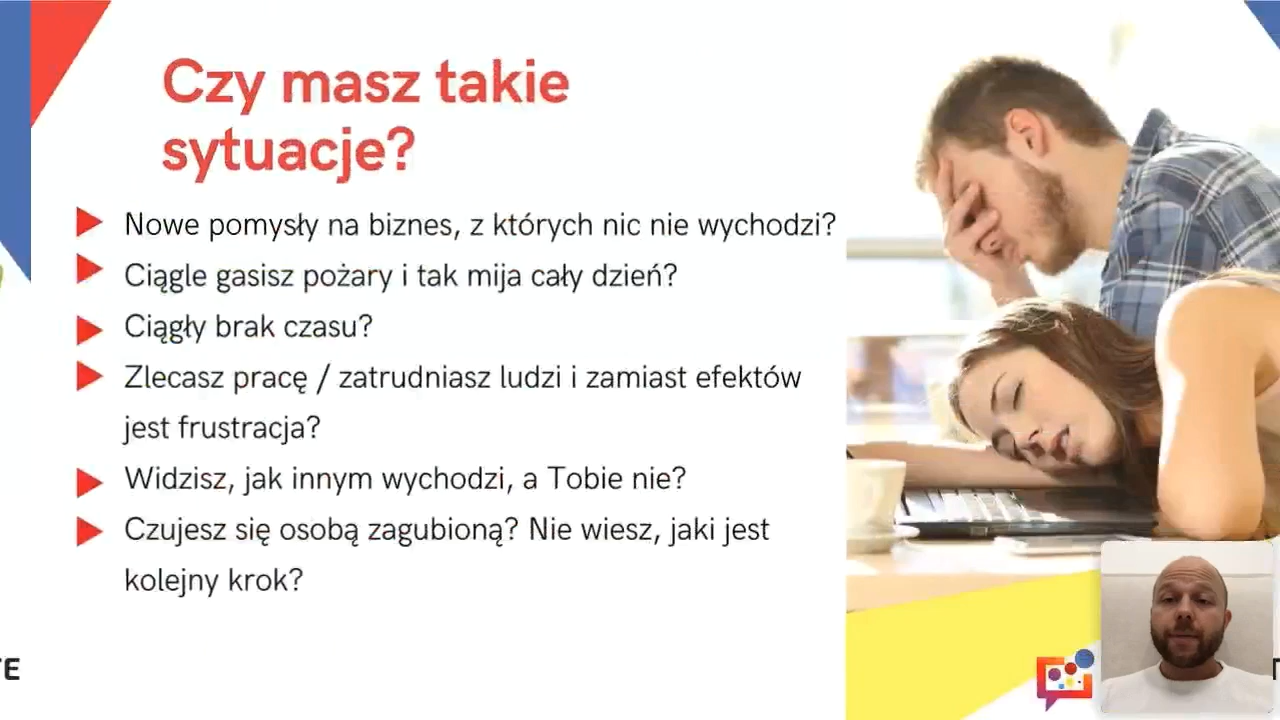 Czy masz takie
sytuacje?
Nowe pomysły na biznes, z których nic nie wychodzi?
Ciągle gasisz pożary i tak mija cały dzień?
Ciągły brak czasu?
Zlecasz pracę / zatrudniasz ludzi i zamiast efektów
jest frustracja?
Widzisz, jak innym wychodzi, a Tobie nie?
Czujesz się osobą zagubioną? Nie wiesz, jaki jest
kolejny krok?